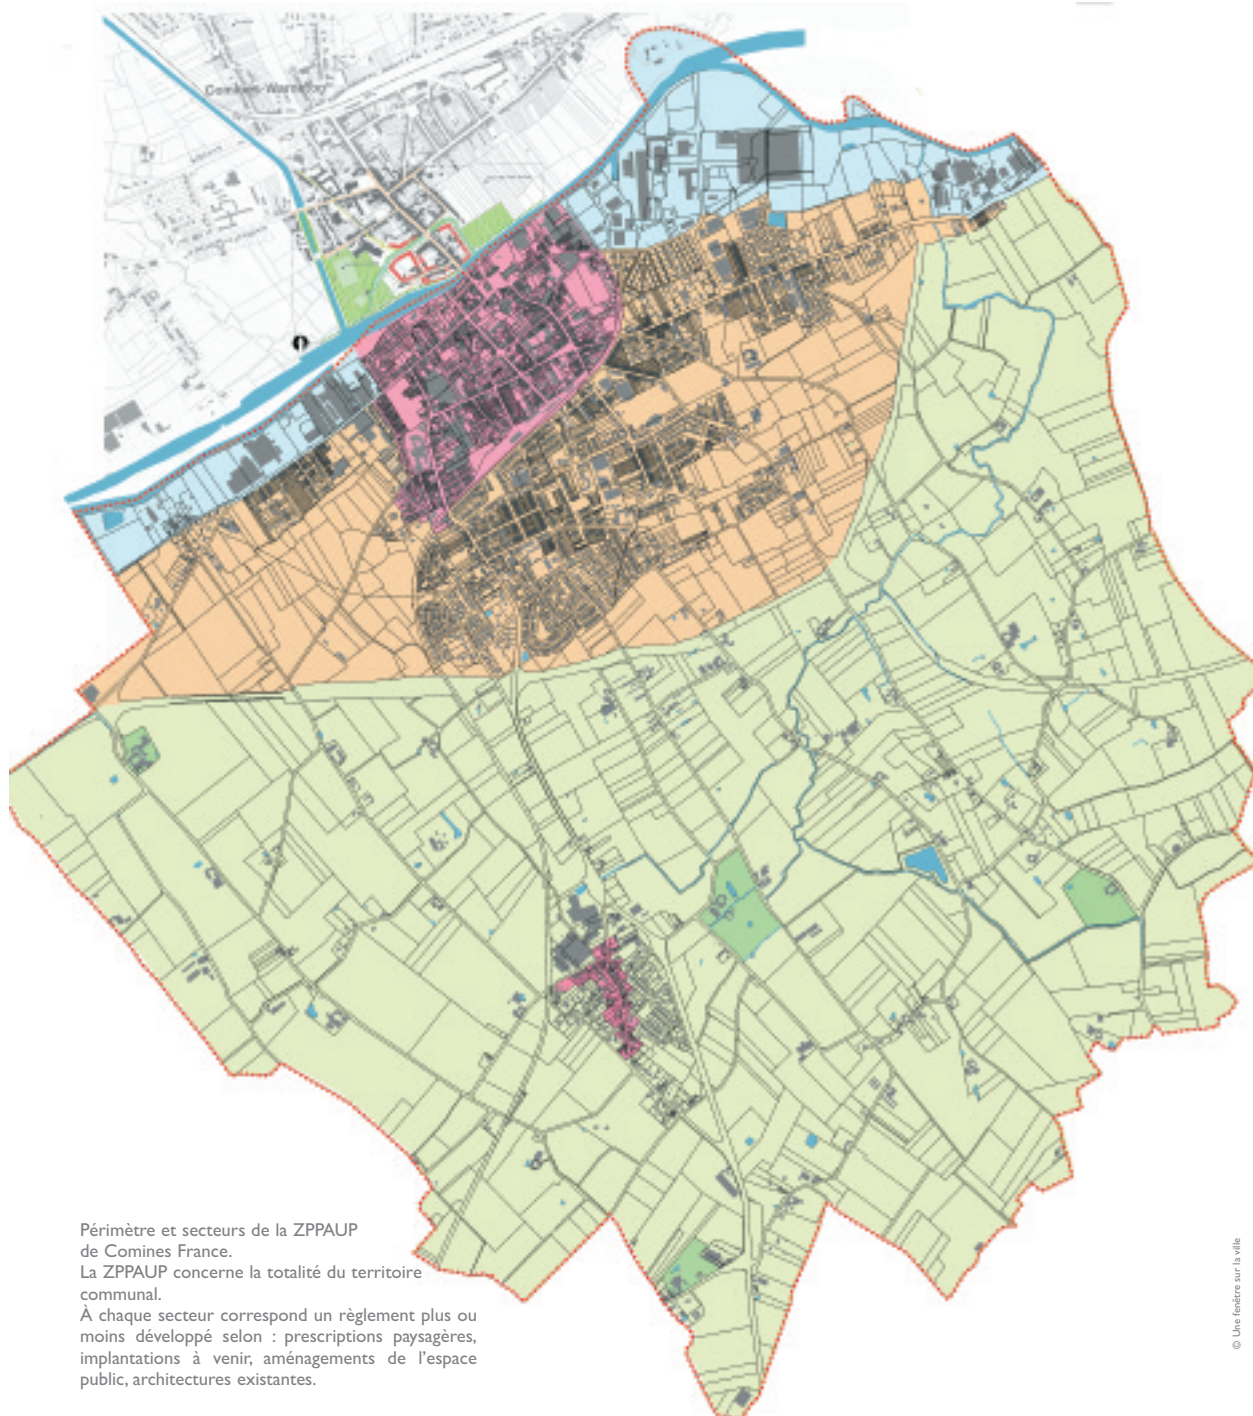 Périmètre et secteurs de la ZPPAUP
de Comines France.
La ZPPAUP concerne la totalité du territoire
communal.
À chaque secteur correspond un règlement plus ou
moins développé selon : prescriptions paysagères,
implantations à venir, aménagements de l'espace
public, architectures existantes.
© Une fenêtre sur la ville